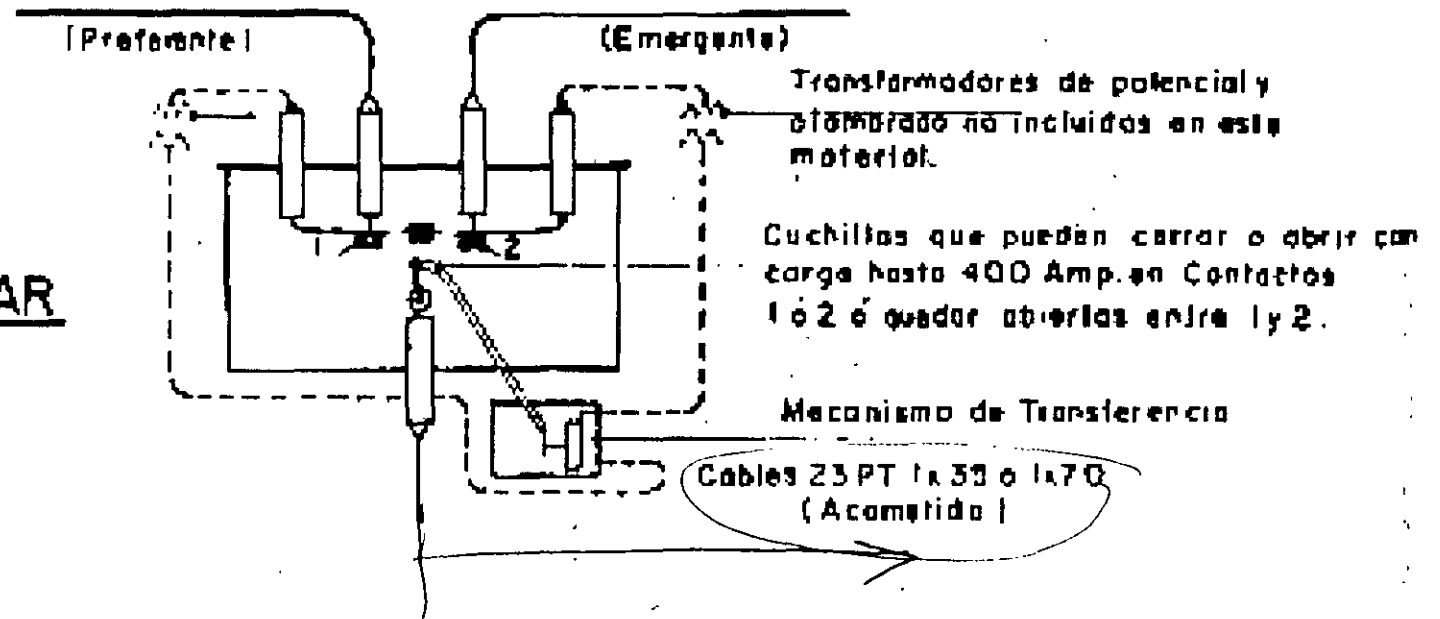 (Preferente)
(Emergente)
Transformadores de potencial y
alambrado no incluidos en este
material.
Cuchillas que pueden cerrar o abrir con
carga hasta 400 Amp. en Contactos
1 ó 2 ó quedar abiertas entre 1 y 2.
1
2
AR
Mecanismo de Transferencia
Cables 23 PT 1x35 o 1x70
(Acometida)